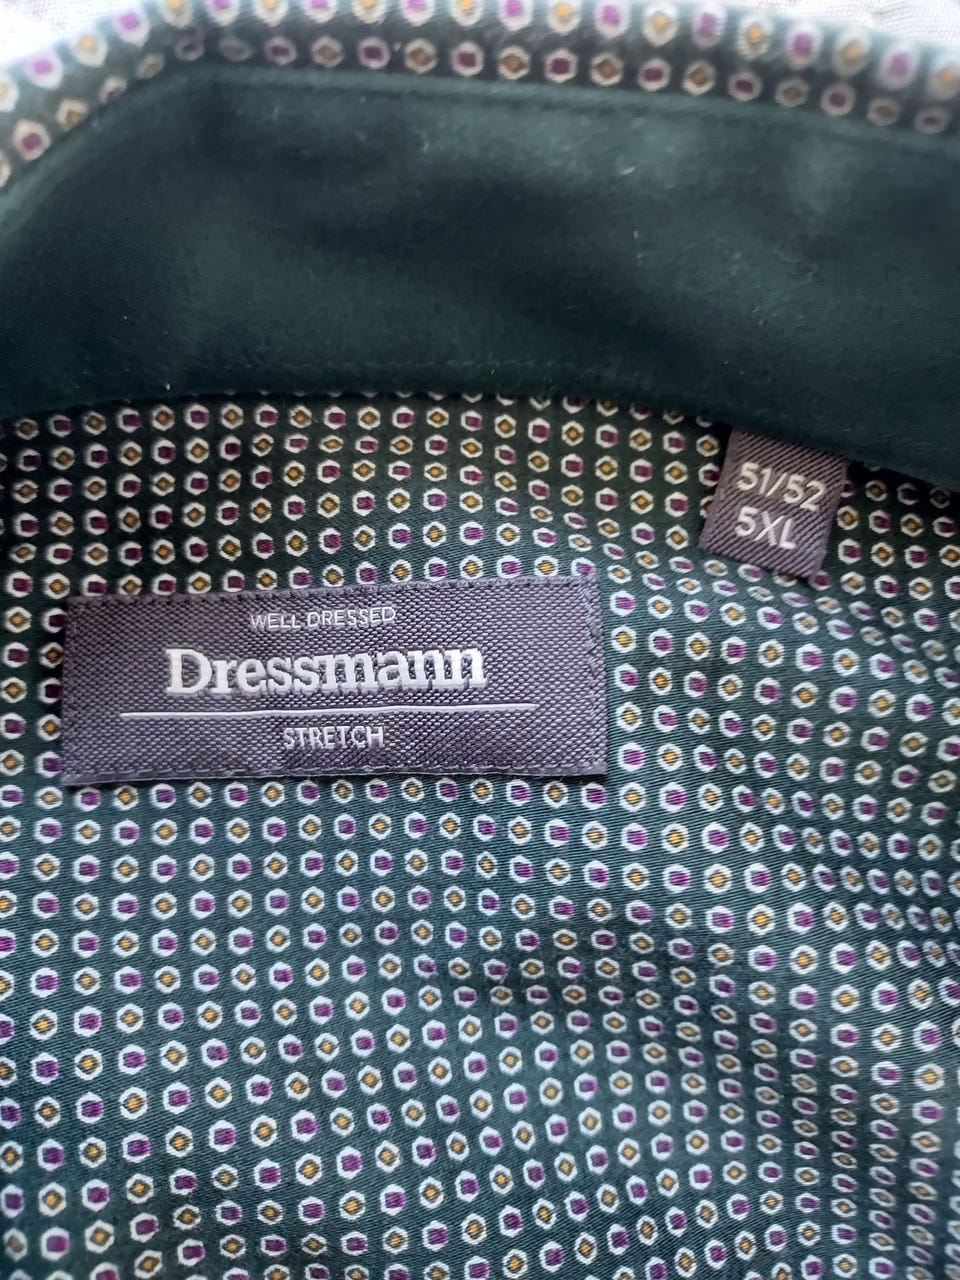 51/52
5XL
WELL DRESSED
Dressmann
STRETCH